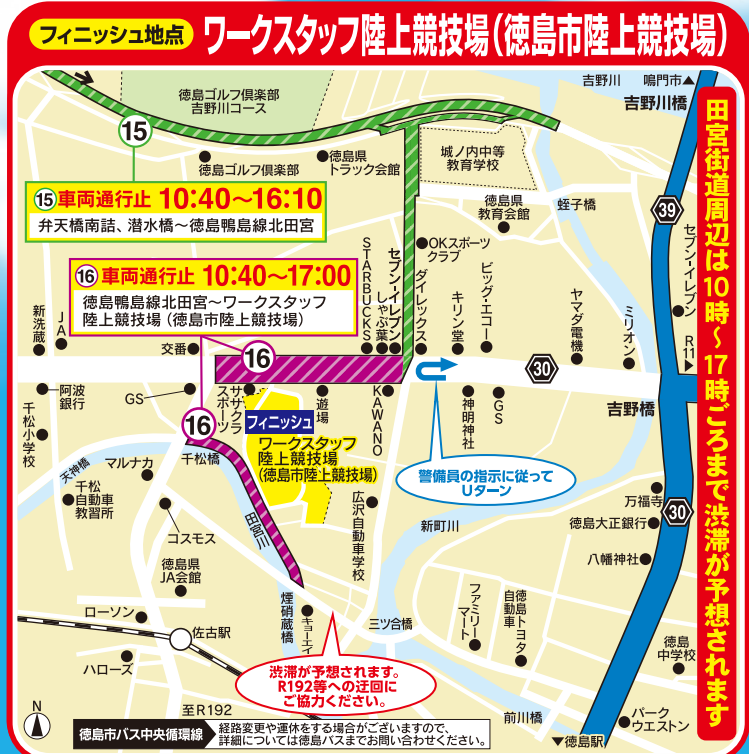 フィニッシュ地点 ワークスタッフ陸上競技場(徳島市陸上競技場)
田宮街道周辺は10時～17時ごろまで渋滞が予想されます
吉野川 鳴門市▲
吉野川橋
徳島ゴルフ倶楽部
吉野川コース
15
徳島ゴルフ倶楽部
徳島県
トラック会館
城ノ内中等
教育学校
徳島県
教育会館
蛭子橋
39
セブン-イレブン
R11
⑮車両通行止 10:40～16:10
弁天橋南詰、潜水橋～徳島鴨島線北田宮
⑯車両通行止 10:40～17:00
徳島鴨島線北田宮～ワークスタッフ
陸上競技場（徳島市陸上競技場）
OKスポーツ
クラブ
STARBUCKS
しゃぶ葉
セブン-イレブン
ダイレックス
キリン堂
ビッグ・エコー
ヤマダ電機
ミリオン
新洗蔵
JA
交番
16
30
阿波
銀行
GS
ササクラ
スポーツ
遊場
KAWANO
神明神社
GS
吉野橋
千松小学校
16
フィニッシュ
ワークスタッフ
陸上競技場
(徳島市陸上競技場)
千松橋
天神橋
マルナカ
千松
自動車
教習所
コスモス
田宮川
広沢自動車学校
警備員の指示に従って
Uターン
新町川
万福寺
30
徳島大正銀行
八幡神社
徳島県
JA会館
ローソン
佐古駅
煙硝蔵橋
キョーエイ
三ツ合橋
ファミリーマート
徳島トヨタ
自動車
徳島
中学校
ハローズ
渋滞が予想されます。
R192等への迂回に
ご協力ください。
至R192
前川橋
パーク
ウエストン
▼徳島駅
N
徳島市バス中央循環線
経路変更や運休をする場合がございますので、
詳細については徳島バスまでお問い合わせください。